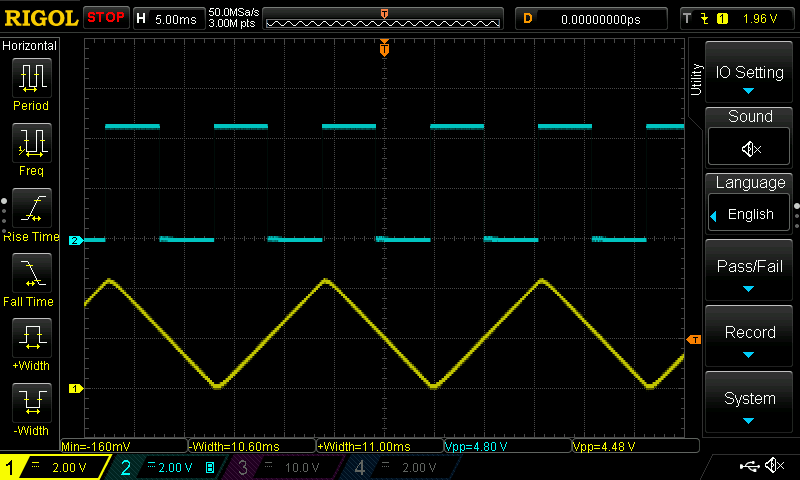 RIGOL STOP H 5.00ms 50.0MSa/s 3.00M pts T D 0.00000000ps T 1 1.96 V
Horizontal
Period
Freq
Rise Time
Fall Time
+Width
-Width
T
2
1
T
Utility
IO Setting
Sound
Language
English
Pass/Fail
Record
System
Min=-160mV -Width=10.60ms +Width=11.00ms Vpp=4.80 V Vpp=4.48 V
1 2.00 V 2 2.00 V B 3 10.0 V 4 2.00 V